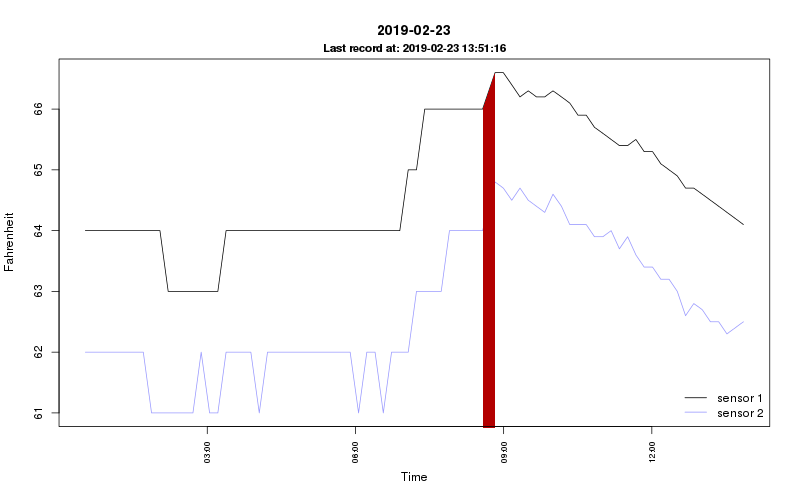 2019-02-23
Last record at: 2019-02-23 13:51:16
Fahrenheit
66
65
64
63
62
61
sensor 1
sensor 2
03:00
06:00
09:00
12:00
Time